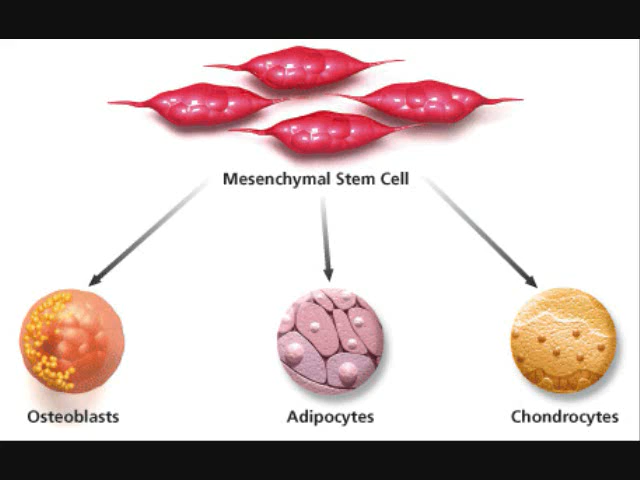 Mesenchymal Stem Cell
Osteoblasts
Adipocytes
Chondrocytes